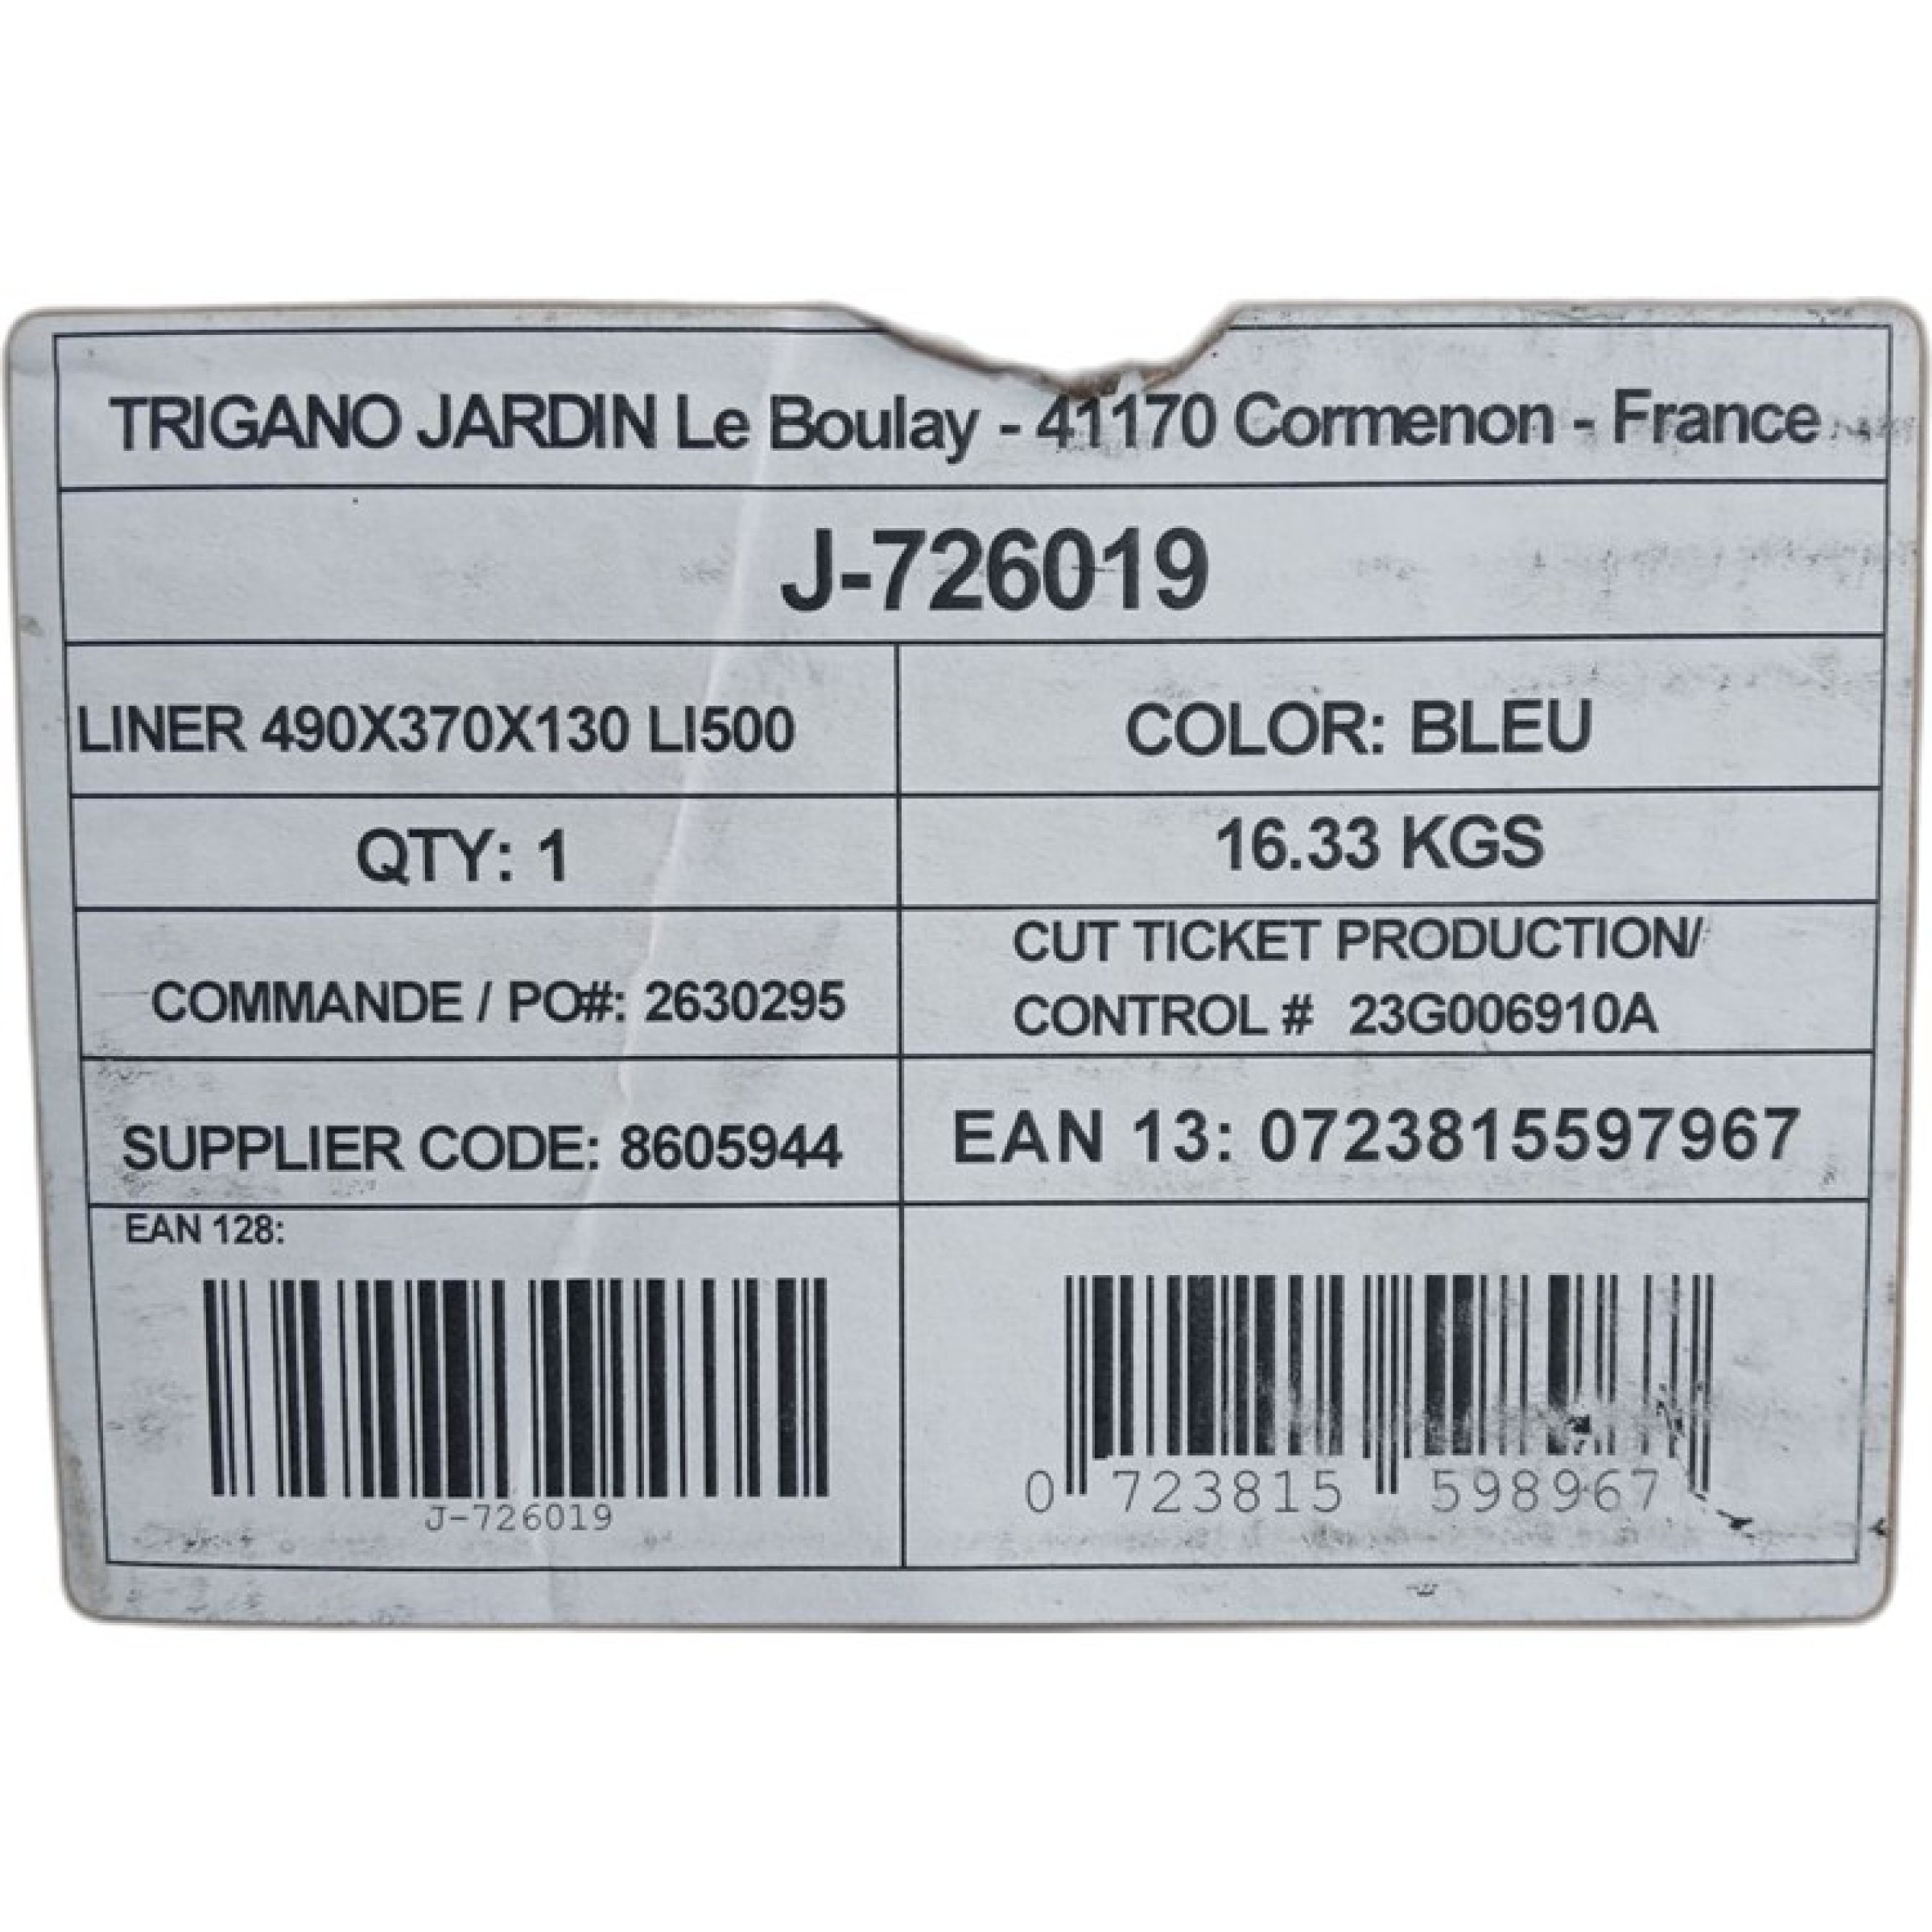 TRIGANO JARDIN Le Boulay - 41170 Cormenon - France
J-726019
LINER 490X370X130 LI500
COLOR: BLEU
QTY: 1
16.33 KGS
COMMANDE / PO#: 2630295
CUT TICKET PRODUCTION/
CONTROL # 23G006910A
SUPPLIER CODE: 8605944
EAN 13: 0723815597967
EAN 128:
J-726019
0 723815 598967